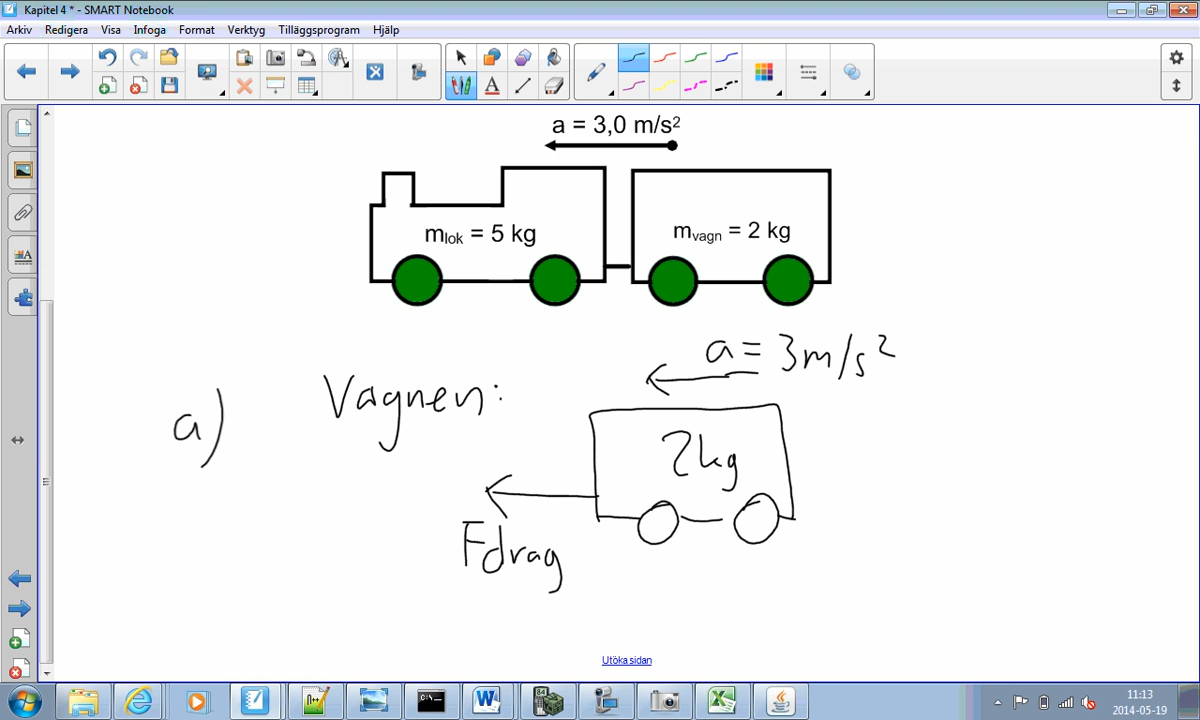 Kapitel 4 * - SMART Notebook
Arkiv Redigera Visa Infoga Format Verktyg Tilläggsprogram Hjälp
a = 3,0 m/s²
mlok = 5 kg
mvagn = 2 kg
a = 3m/s²
a) Vagnen:
2kg
Fdrag
Utöka sidan
11:13
2014-05-19